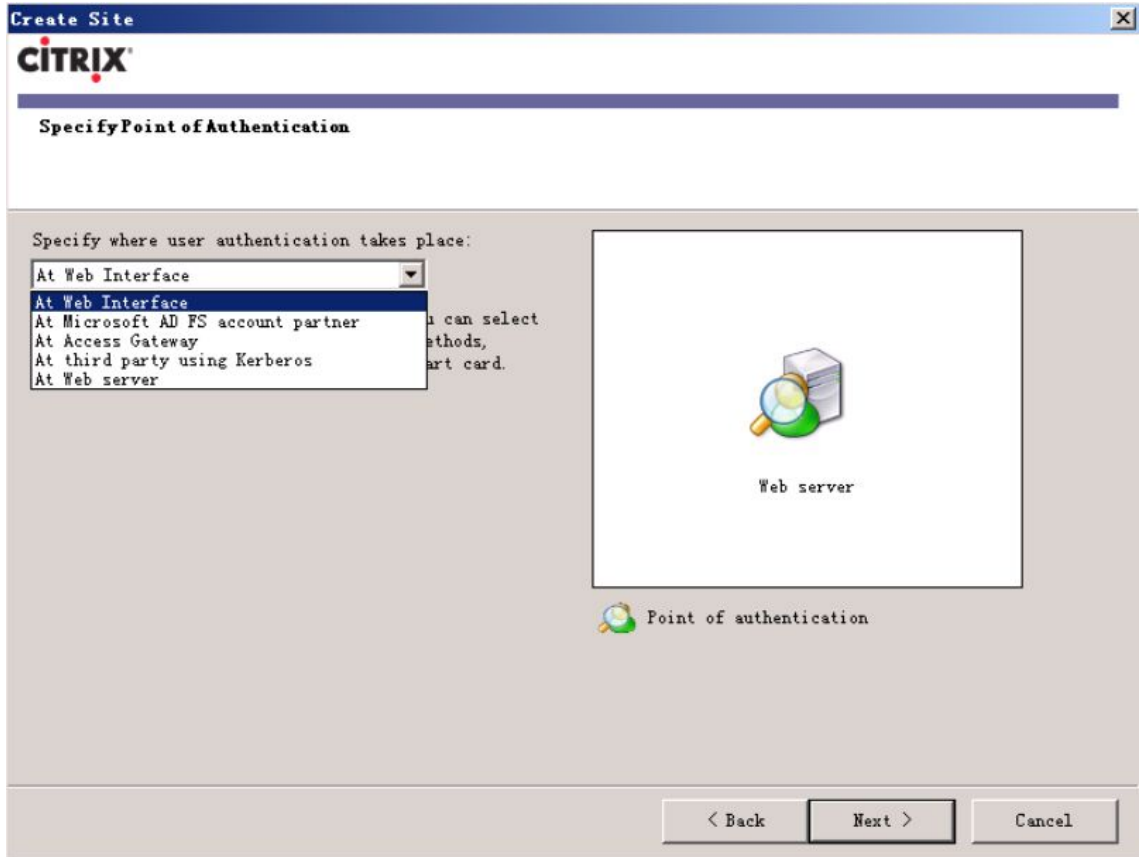 Create Site
CITRIX
Specify Point of Authentication
Specify where user authentication takes place:
At Web Interface
At Web Interface
At Microsoft AD FS account partner
At Access Gateway
At third party using Kerberos
At Web server
can select
ethods,
art card.
Web server
Point of authentication
< Back
Next >
Cancel